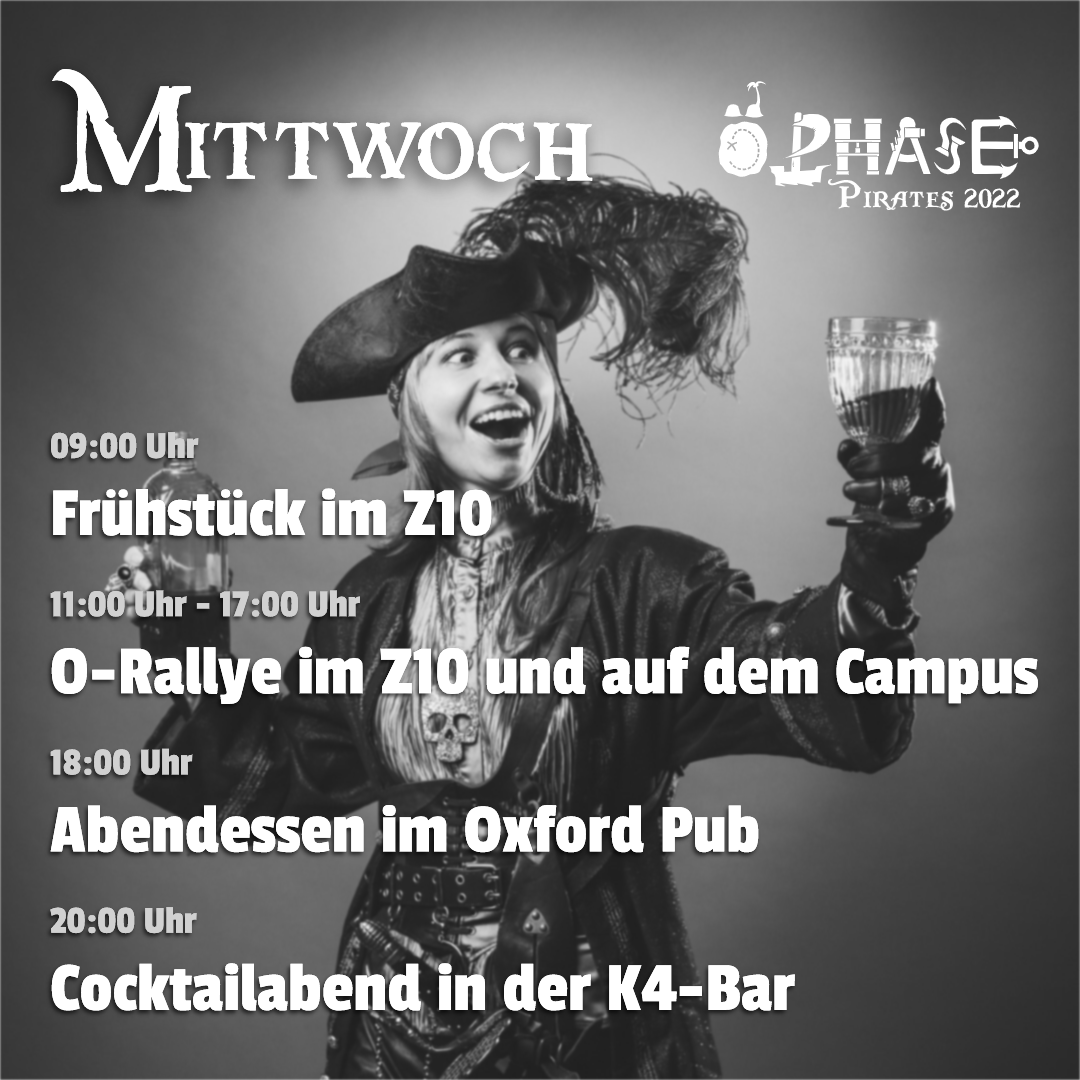 Mittwoch
Ö PHASE
Pirates 2022
09:00 Uhr
Frühstück im Z10
11:00 Uhr - 17:00 Uhr
O-Rallye im Z10 und auf dem Campus
18:00 Uhr
Abendessen im Oxford Pub
20:00 Uhr
Cocktailabend in der K4-Bar